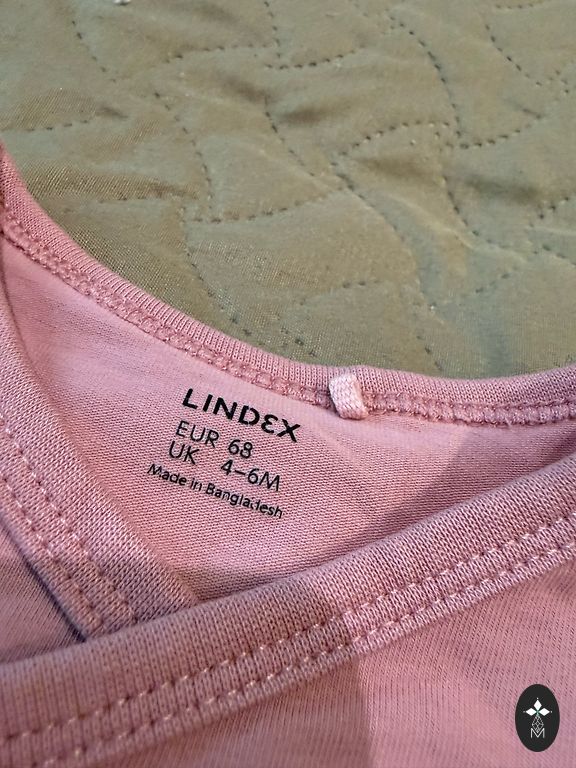 LINDEX
EUR 68
UK 4-6M
Made in Bangladesh
M